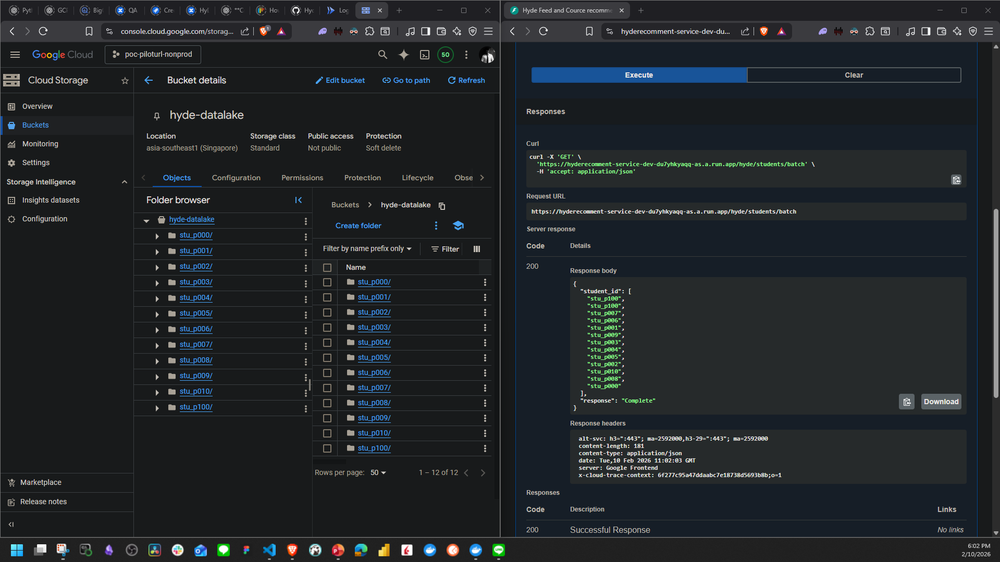 Pyt
GCI
Big
QA
Cre
HyI
**C
Hov
Hyc
Log
console.cloud.google.com/storag...
1
Google Cloud
poc-piloturl-nonprod
50
Cloud Storage
Bucket details
Edit bucket
Go to path
Refresh
Overview
Buckets
Monitoring
Settings
Storage Intelligence
Insights datasets
Configuration
Marketplace
Release notes
hyde-datalake
Location
Storage class
Public access
Protection
asia-southeast1 (Singapore)
Standard
Not public
Soft delete
Objects
Configuration
Permissions
Protection
Lifecycle
Obse
Folder browser
hyde-datalake
stu_p000/
stu_p001/
stu_p002/
stu_p003/
stu_p004/
stu_p005/
stu_p006/
stu_p007/
stu_p008/
stu_p009/
stu_p010/
stu_p100/
Buckets
hyde-datalake
Create folder
Filter by name prefix only
Filter
Name
stu_p000/
stu_p001/
stu_p002/
stu_p003/
stu_p004/
stu_p005/
stu_p006/
stu_p007/
stu_p008/
stu_p009/
stu_p010/
stu_p100/
Rows per page: 50
1 – 12 of 12
Hyde Feed and Cource recomme
hyderecomment-service-dev-du...
Execute
Clear
Responses
Curl
curl -X 'GET' \
'https://hyderecomment-service-dev-du7yhkyaqq-as.a.run.app/hyde/students/batch' \
-H 'accept: application/json'
Request URL
https://hyderecomment-service-dev-du7yhkyaqq-as.a.run.app/hyde/students/batch
Server response
Code
Details
200
Response body
{
"student_id": [
"stu_p100",
"stu_p100",
"stu_p007",
"stu_p006",
"stu_p001",
"stu_p009",
"stu_p003",
"stu_p004",
"stu_p005",
"stu_p002",
"stu_p010",
"stu_p008",
"stu_p000"
],
"response": "Complete"
}
Download
Response headers
alt-svc: h3=":443"; ma=2592000,h3-29=":443"; ma=2592000
content-length: 181
content-type: application/json
date: Tue,10 Feb 2026 11:02:03 GMT
server: Google Frontend
x-cloud-trace-context: 6f277c95a47ddaabc7e18738d5693b8b;o=1
Responses
Code
Description
Links
200
Successful Response
No links
6:02 PM
2/10/2026